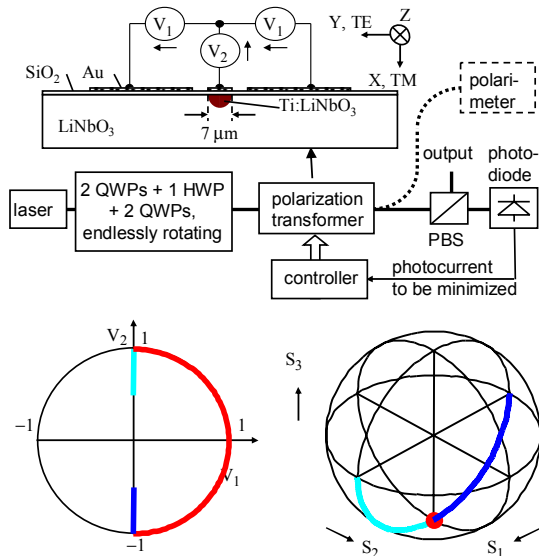 V1
V1
V2
Y, TE
Z
X, TM
SiO2
Au
Ti:LiNbO3
LiNbO3
7 μm
polari-
meter
laser
2 QWPs + 1 HWP
+ 2 QWPs,
endlessly rotating
polarization
transformer
output
PBS
photo-
diode
controller
photocurrent
to be minimized
V2
1
−1
1
V1
−1
S3
S2
S1